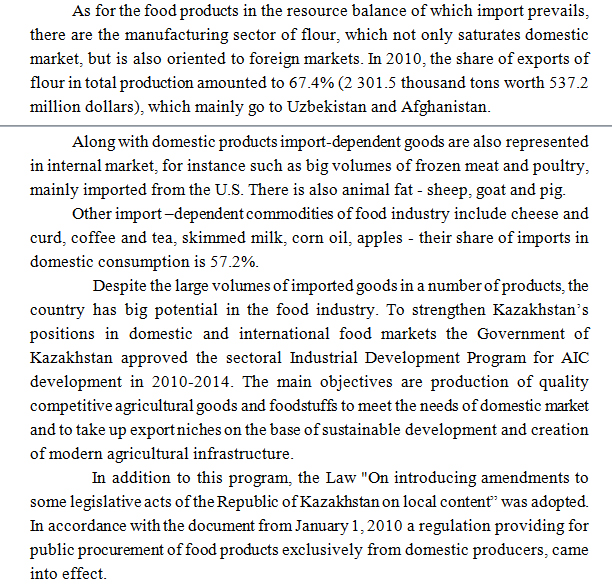 As for the food products in the resource balance of which import prevails,
there are the manufacturing sector of flour, which not only saturates domestic
market, but is also oriented to foreign markets. In 2010, the share of exports of
flour in total production amounted to 67.4% (2 301.5 thousand tons worth 537.2
million dollars), which mainly go to Uzbekistan and Afghanistan.
Along with domestic products import-dependent goods are also represented
in internal market, for instance such as big volumes of frozen meat and poultry,
mainly imported from the U.S. There is also animal fat - sheep, goat and pig.
Other import –dependent commodities of food industry include cheese and
curd, coffee and tea, skimmed milk, corn oil, apples - their share of imports in
domestic consumption is 57.2%.
Despite the large volumes of imported goods in a number of products, the
country has big potential in the food industry. To strengthen Kazakhstan’s
positions in domestic and international food markets the Government of
Kazakhstan approved the sectoral Industrial Development Program for AIC
development in 2010-2014. The main objectives are production of quality
competitive agricultural goods and foodstuffs to meet the needs of domestic market
and to take up export niches on the base of sustainable development and creation
of modern agricultural infrastructure.
In addition to this program, the Law "On introducing amendments to
some legislative acts of the Republic of Kazakhstan on local content” was adopted.
In accordance with the document from January 1, 2010 a regulation providing for
public procurement of food products exclusively from domestic producers, came
into effect.